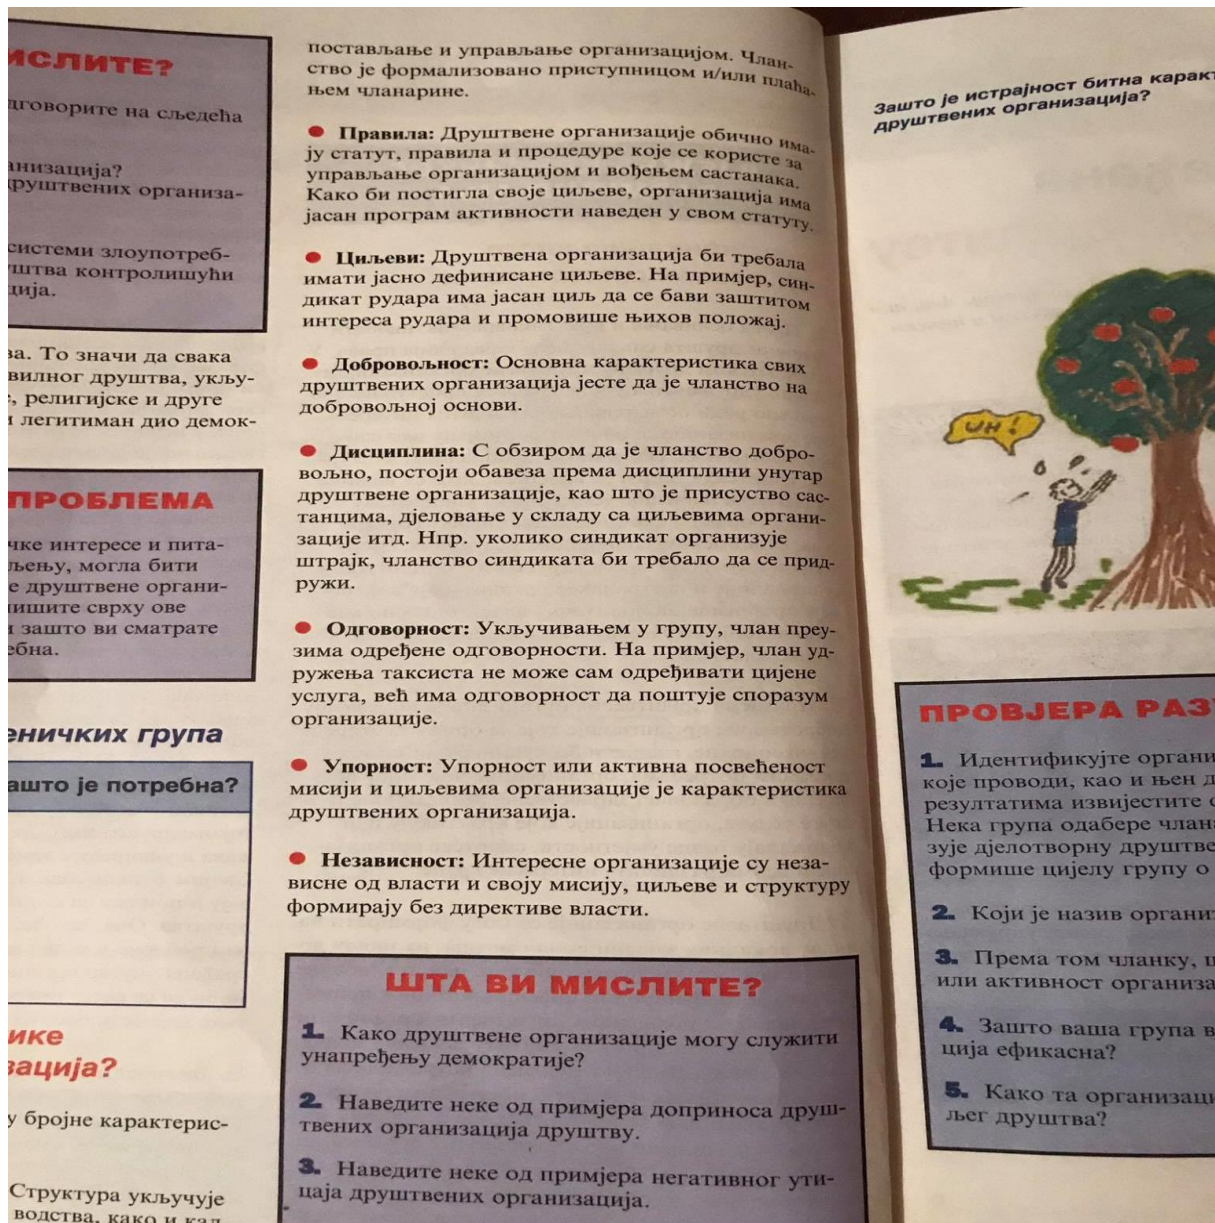 ИСЛИТЕ?
дговорите на сљедећа
анизација?
друштвених организа-
системи злоупотреб-
уштва контролишући
ција.
ва. То значи да свака
вилног друштва, укљу-
е, религијске и друге
и легитиман дио демок-
ПРОБЛЕМА
чке интересе и пита-
љењу, могла бити
е друштвене органи-
пишите сврху ове
и зашто ви сматрате
ебна.
еничких група
ашто је потребна?
ике
зација?
у бројне карактерис-
Структура укључује
водства, како и кад
постављање и управљање организацијом. Члан-
ство је формализовано приступницом и/или плаћа-
њем чланарине.
● Правила: Друштвене организације обично има-
ју статут, правила и процедуре које се користе за
управљање организацијом и вођењем састанака.
Како би постигла своје циљеве, организација има
јасан програм активности наведен у свом статуту.
● Циљеви: Друштвена организација би требала
имати јасно дефинисане циљеве. На примјер, син-
дикат рудара има јасан циљ да се бави заштитом
интереса рудара и промовише њихов положај.
● Добровољност: Основна карактеристика свих
друштвених организација јесте да је чланство на
добровољној основи.
● Дисциплина: С обзиром да је чланство добро-
вољно, постоји обавеза према дисциплини унутар
друштвене организације, као што је присуство сас-
танцима, дјеловање у складу са циљевима органи-
зације итд. Нпр. уколико синдикат организује
штрајк, чланство синдиката би требало да се прид-
ружи.
● Одговорност: Укључивањем у групу, члан преу-
зима одређене одговорности. На примјер, члан уд-
ружења таксиста не може сам одређивати цијене
услуга, већ има одговорност да поштује споразум
организације.
● Упорност: Упорност или активна посвећеност
мисији и циљевима организације је карактеристика
друштвених организација.
● Независност: Интересне организације су неза-
висне од власти и своју мисију, циљеве и структуру
формирају без директиве власти.
ШТА ВИ МИСЛИТЕ?
1. Како друштвене организације могу служити
унапређењу демократије?
2. Наведите неке од примјера доприноса друш-
твених организација друштву.
3. Наведите неке од примјера негативног ути-
цаја друштвених организација.
Зашто је истрајност битна каракт
друштвених организација?
УН!
ПРОВЈЕРА РАЗ
1. Идентификујте органи
које проводи, као и њен д
резултатима извијестите
Нека група одабере члан
зује дјелотворну друштве
формише цијелу групу о
2. Који је назив органи
3. Према том чланку,
или активност организа
4. Зашто ваша група в
ција ефикасна?
5. Како та организаци
љег друштва?